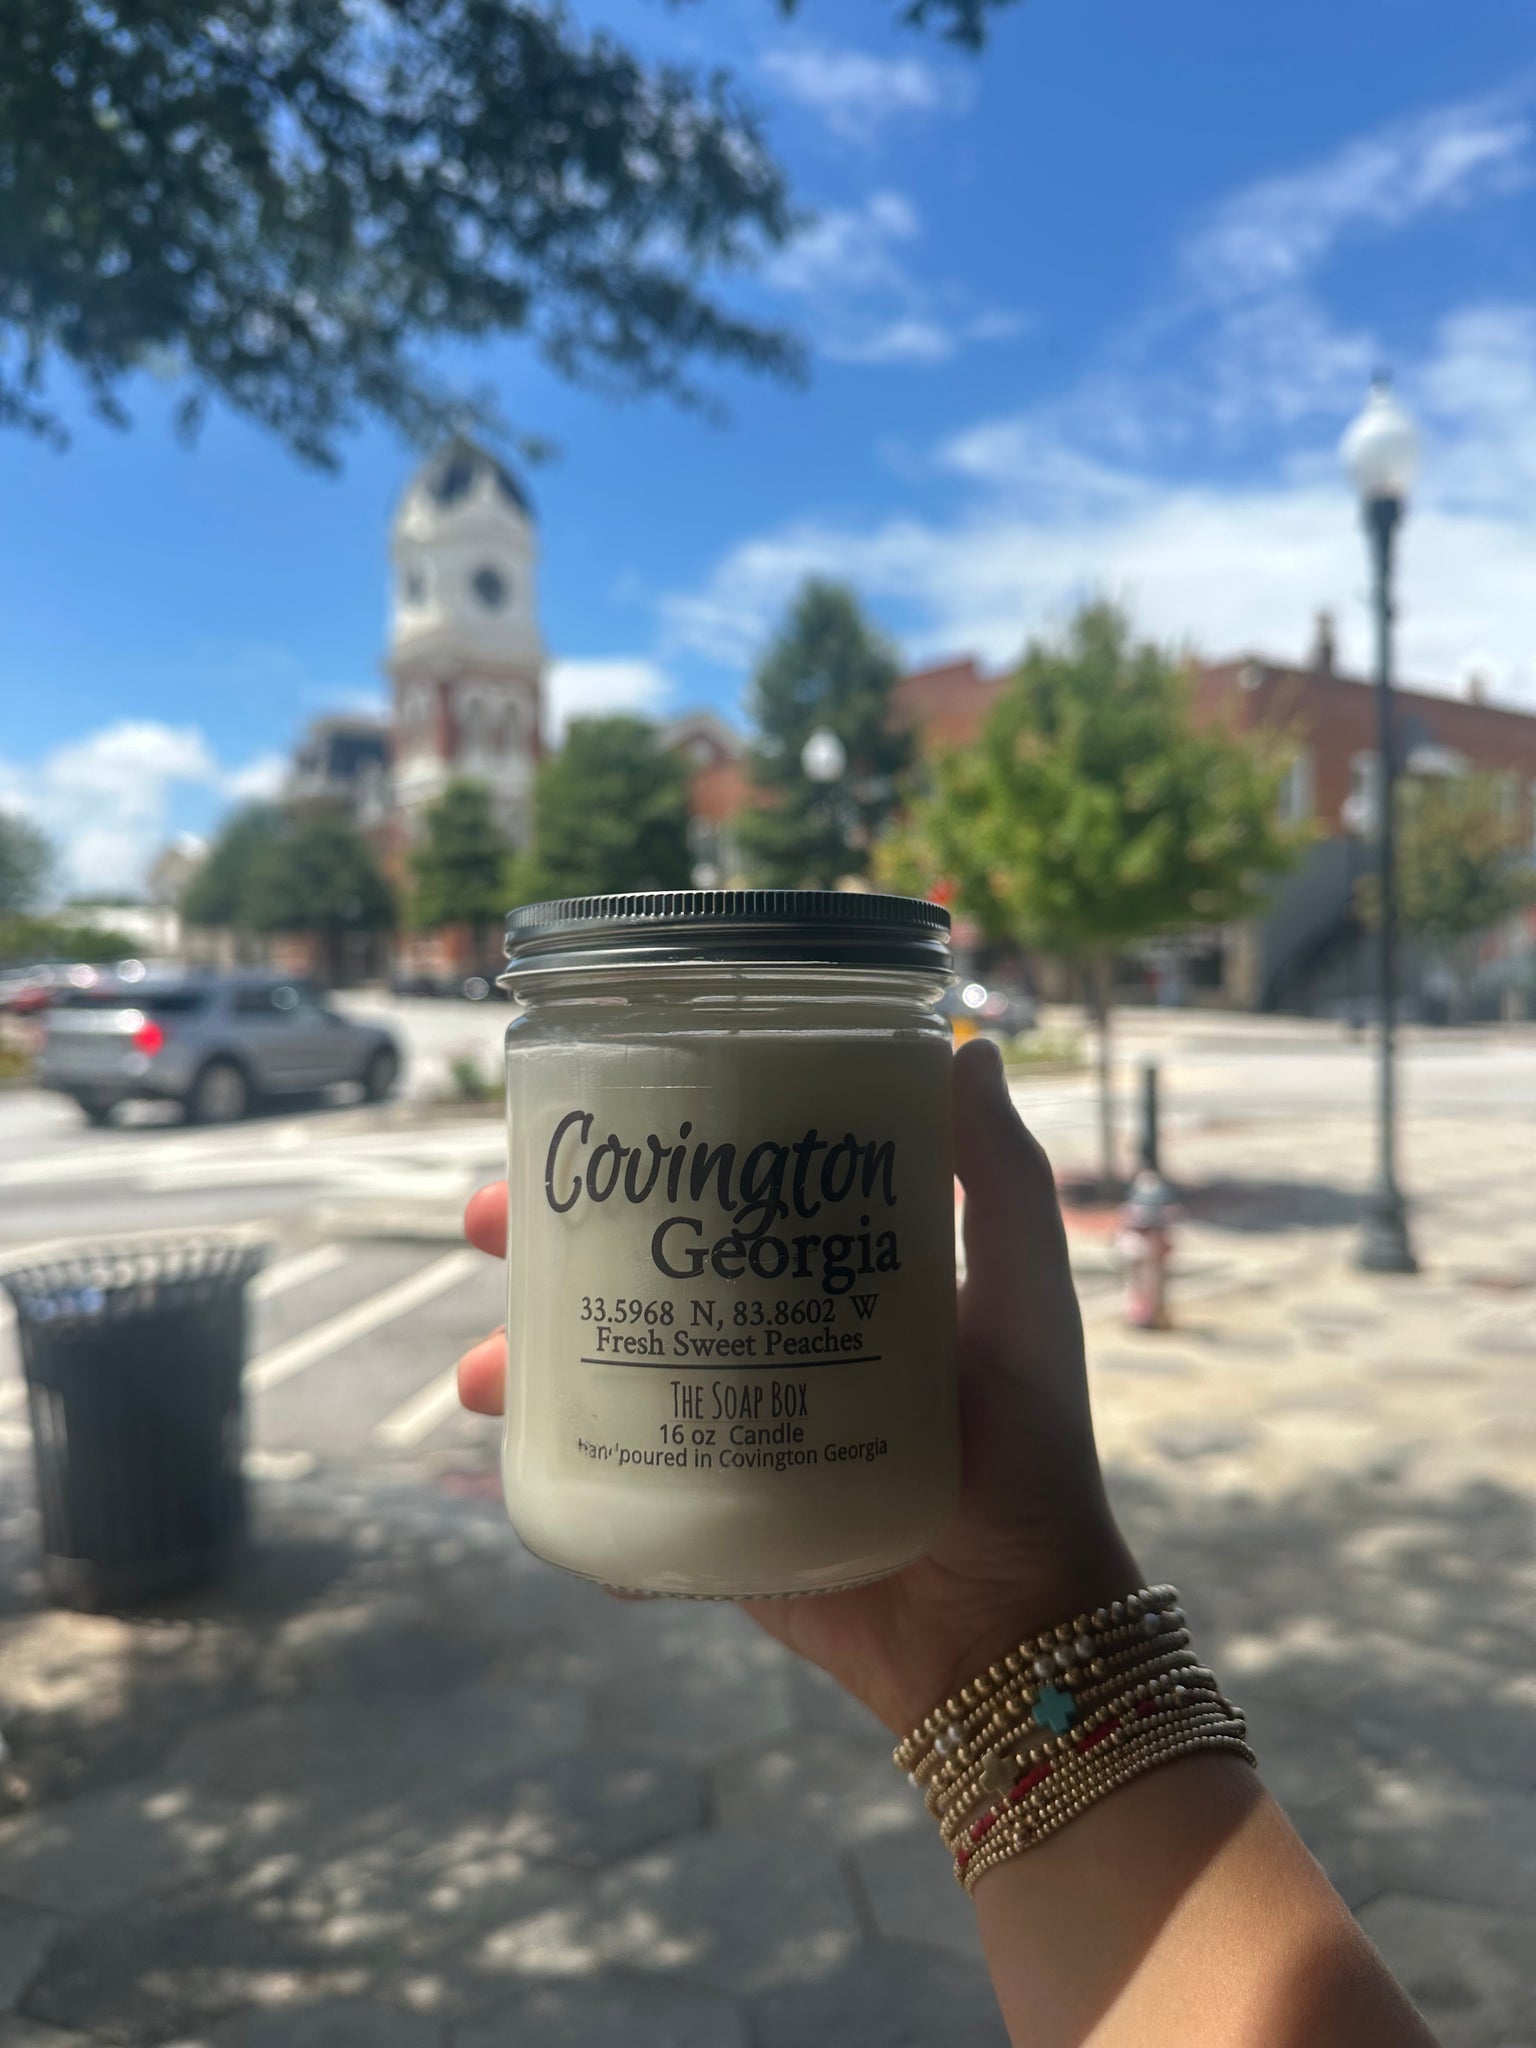 Covington
Georgia
33.5968 N, 83.8602 W
Fresh Sweet Peaches
THE SOAP BOX
16 oz Candle
hand poured in Covington Georgia